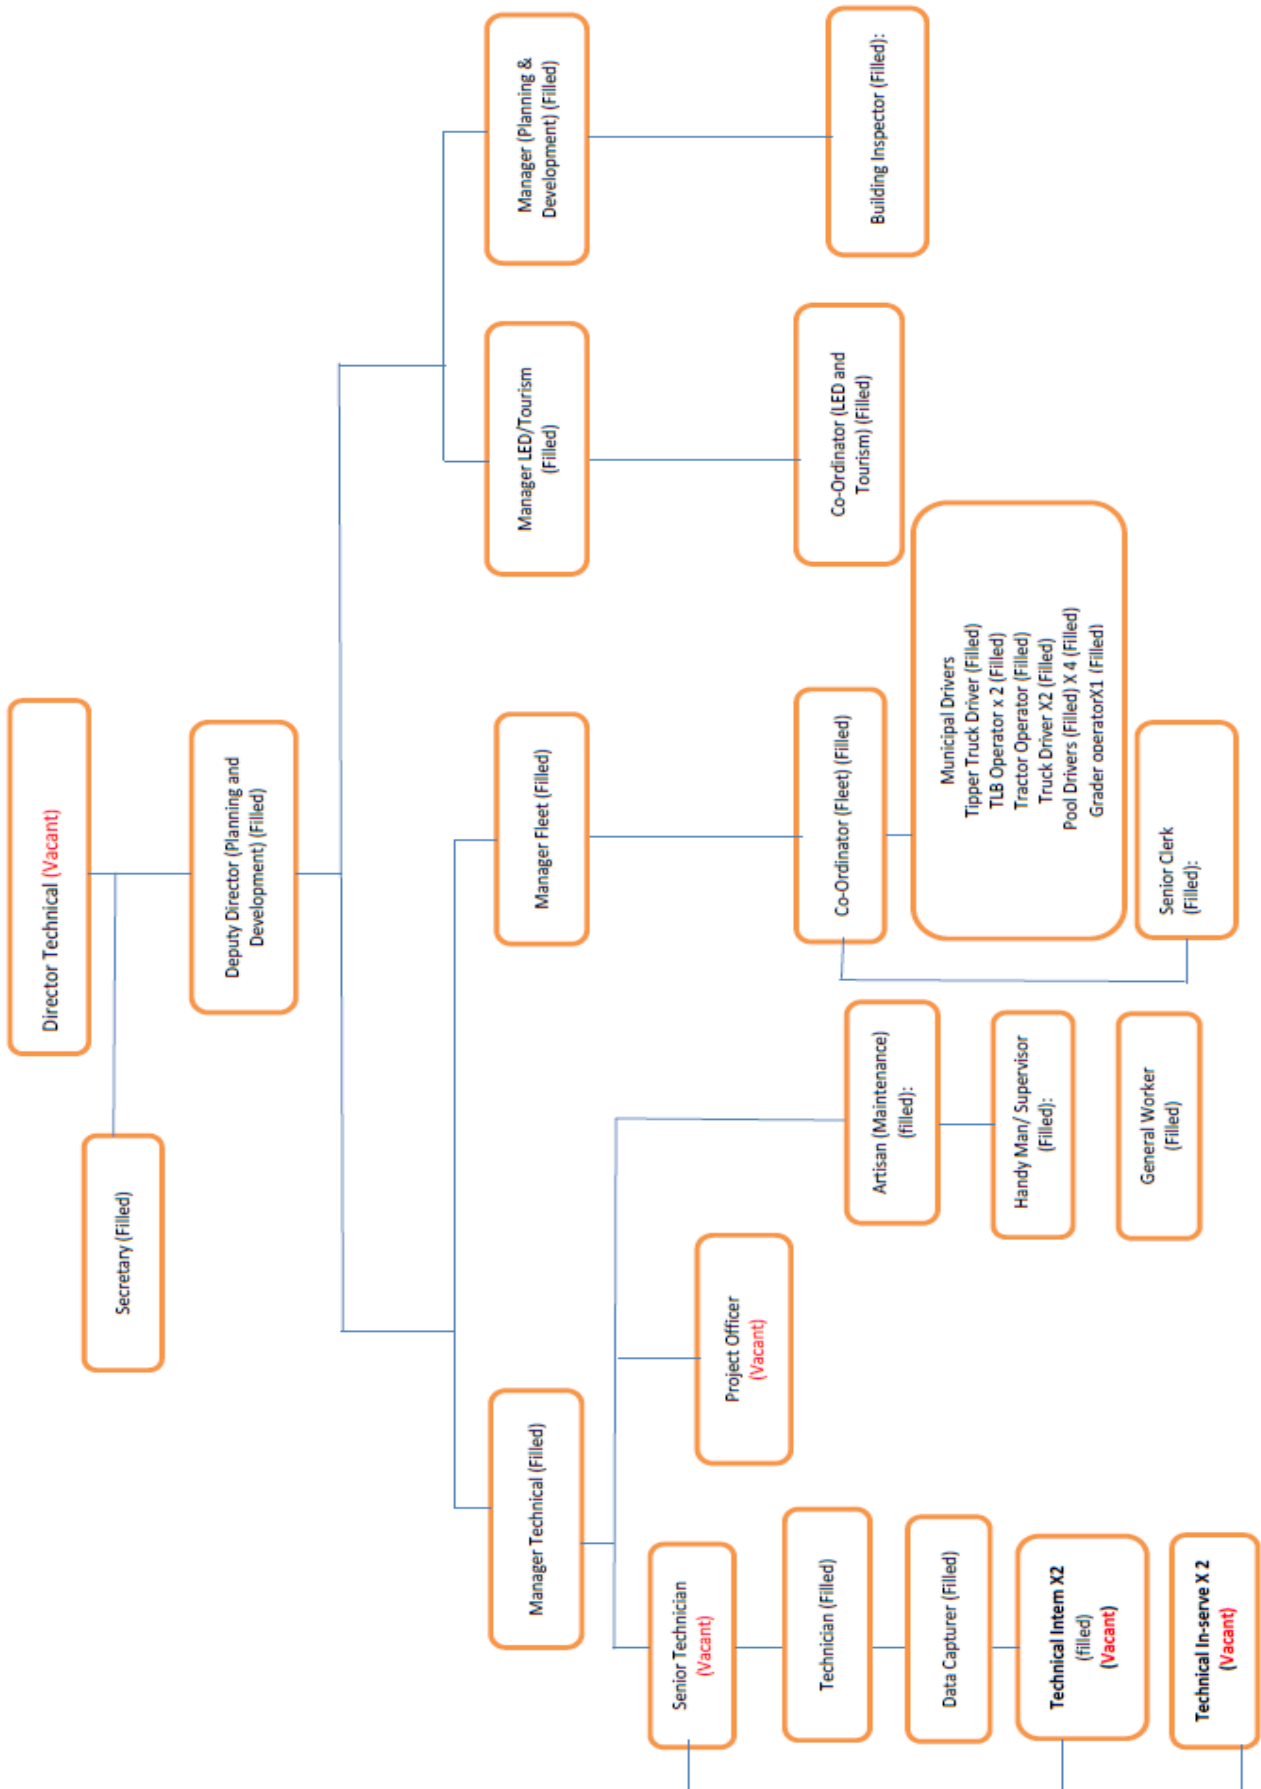 Director Technical (Vacant)
Secretary (Filled)
Deputy Director (Planning and
Development) (Filled)
Manager Technical (Filled)
Manager Fleet (Filled)
Manager LED/Tourism
(Filled)
Manager (Planning &
Development) (Filled)
Senior Technician
(Vacant)
Project Officer
(Vacant)
Artisan (Maintenance)
(filled):
Co-Ordinator (Fleet) (Filled)
Co-Ordinator (LED and
Tourism) (Filled)
Building Inspector (Filled):
Technician (Filled)
Handy Man/ Supervisor
(Filled):
Municipal Drivers
Tipper Truck Driver (Filled)
TLB Operator x 2 (Filled)
Tractor Operator (Filled)
Truck Driver X2 (Filled)
Pool Drivers (Filled) X 4 (Filled)
Grader operatorX1 (Filled)
Data Capturer (Filled)
General Worker
(Filled)
Senior Clerk
(Filled):
Technical Intern X2
(filled)
(Vacant)
Technical In-serve X 2
(Vacant)